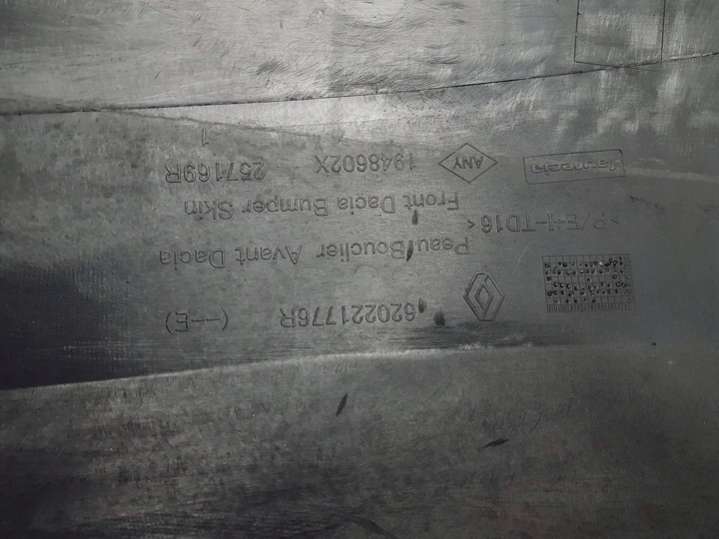 620221776R (---E)
Peau Bouclier Avant Dacia
Front Dacia Bumper Skin
ANY 1948602X 257169R
1